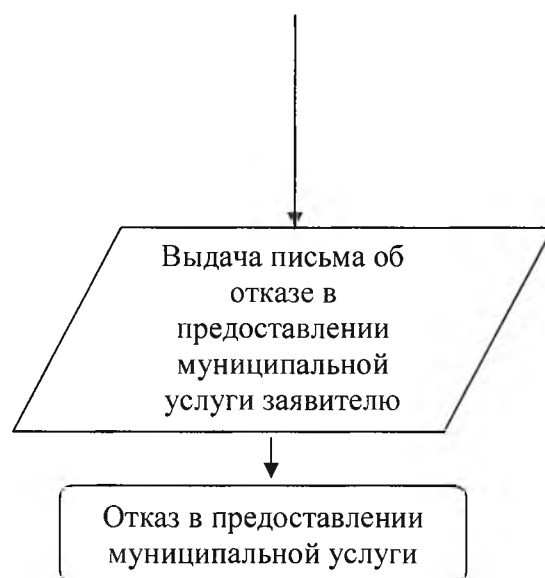 Выдача письма об
отказе в
предоставлении
муниципальной
услуги заявителю
Отказ в предоставлении
муниципальной услуги